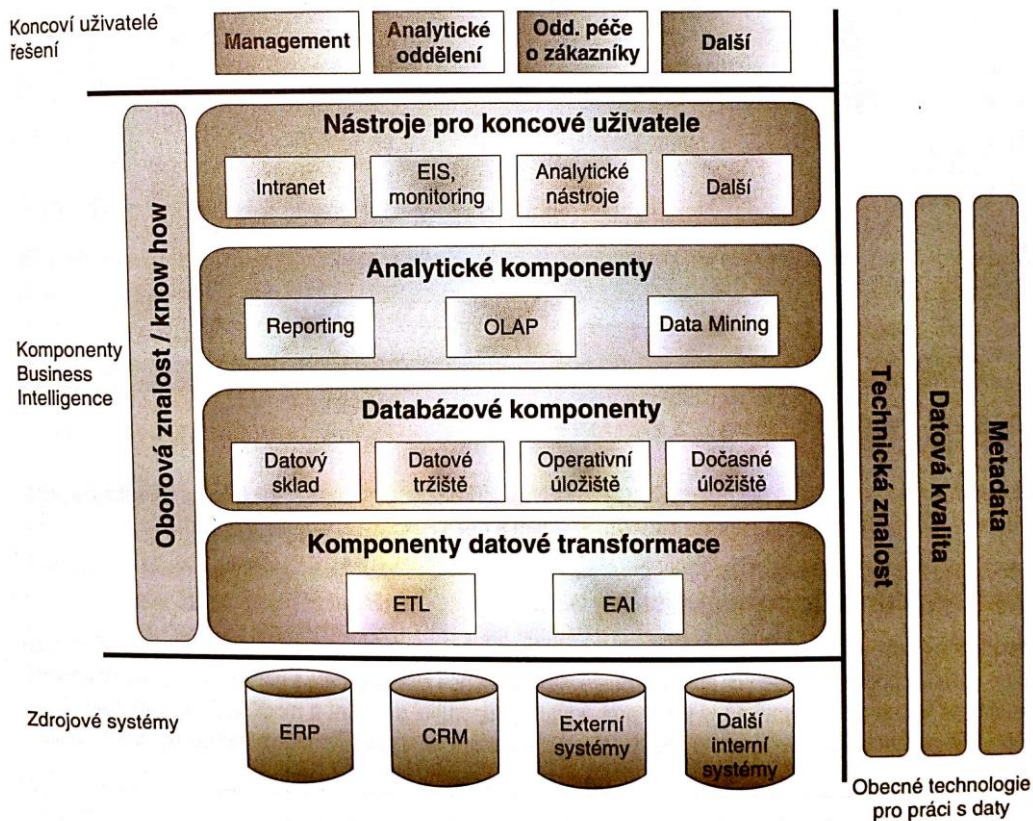 Koncoví uživatelé
řešení
Management
Analytické
oddělení
Odd. péče
o zákazníky
Další
Komponenty
Business
Intelligence
Oborová znalost / know how
Nástroje pro koncové uživatele
Intranet
EIS,
monitoring
Analytické
nástroje
Další
Analytické komponenty
Reporting
OLAP
Data Mining
Databázové komponenty
Datový
sklad
Datové
tržiště
Operativní
úložiště
Dočasné
úložiště
Komponenty datové transformace
ETL
EAI
Zdrojové systémy
ERP
CRM
Externí
systémy
Další
interní
systémy
Technická znalost
Datová kvalita
Metadata
Obecné technologie
pro práci s daty